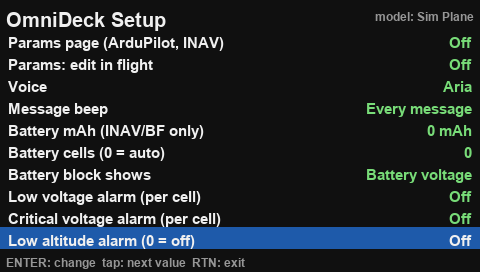 OmniDeck Setup
model: Sim Plane
Params page (ArduPilot, INAV) Off
Params: edit in flight Off
Voice Aria
Message beep Every message
Battery mAh (INAV/BF only) 0 mAh
Battery cells (0 = auto) 0
Battery block shows Battery voltage
Low voltage alarm (per cell) Off
Critical voltage alarm (per cell) Off
Low altitude alarm (0 = off) Off
ENTER: change tap: next value RTN: exit